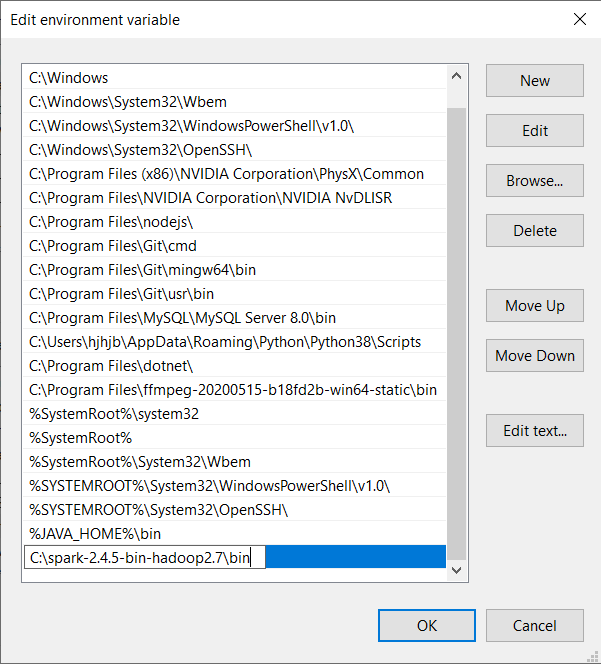 Edit environment variable
C:\Windows
C:\Windows\System32\Wbem
C:\Windows\System32\WindowsPowerShell\v1.0\
C:\Windows\System32\OpenSSH\
C:\Program Files (x86)\NVIDIA Corporation\PhysX\Common
C:\Program Files\NVIDIA Corporation\NVIDIA NvDLISR
C:\Program Files\nodejs\
C:\Program Files\Git\cmd
C:\Program Files\Git\mingw64\bin
C:\Program Files\Git\usr\bin
C:\Program Files\MySQL\MySQL Server 8.0\bin
C:\Users\hjhjb\AppData\Roaming\Python\Python38\Scripts
C:\Program Files\dotnet\
C:\Program Files\ffmpeg-20200515-b18fd2b-win64-static\bin
%SystemRoot%\system32
%SystemRoot%
%SystemRoot%\System32\Wbem
%SYSTEMROOT%\System32\WindowsPowerShell\v1.0\
%SYSTEMROOT%\System32\OpenSSH\
%JAVA_HOME%\bin
C:\spark-2.4.5-bin-hadoop2.7\bin
New
Edit
Browse...
Delete
Move Up
Move Down
Edit text...
OK
Cancel